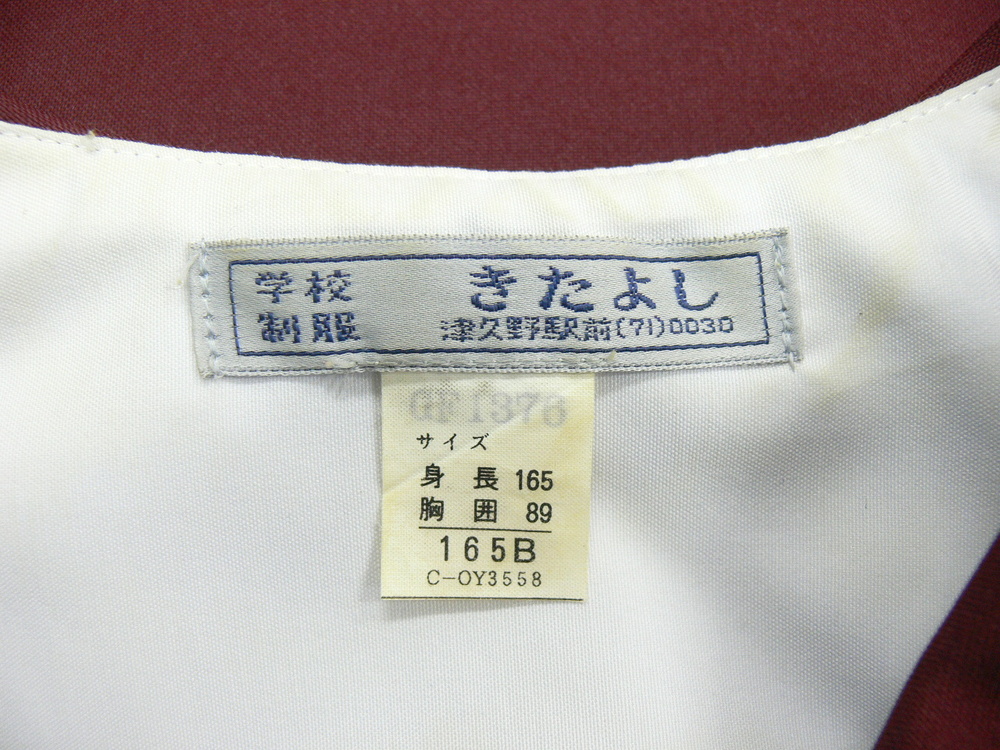 学校 きたよし
制服 津久野駅前(71)0030
GF1376
サイズ
身長 165
胸囲 89
165B
C-OY3558